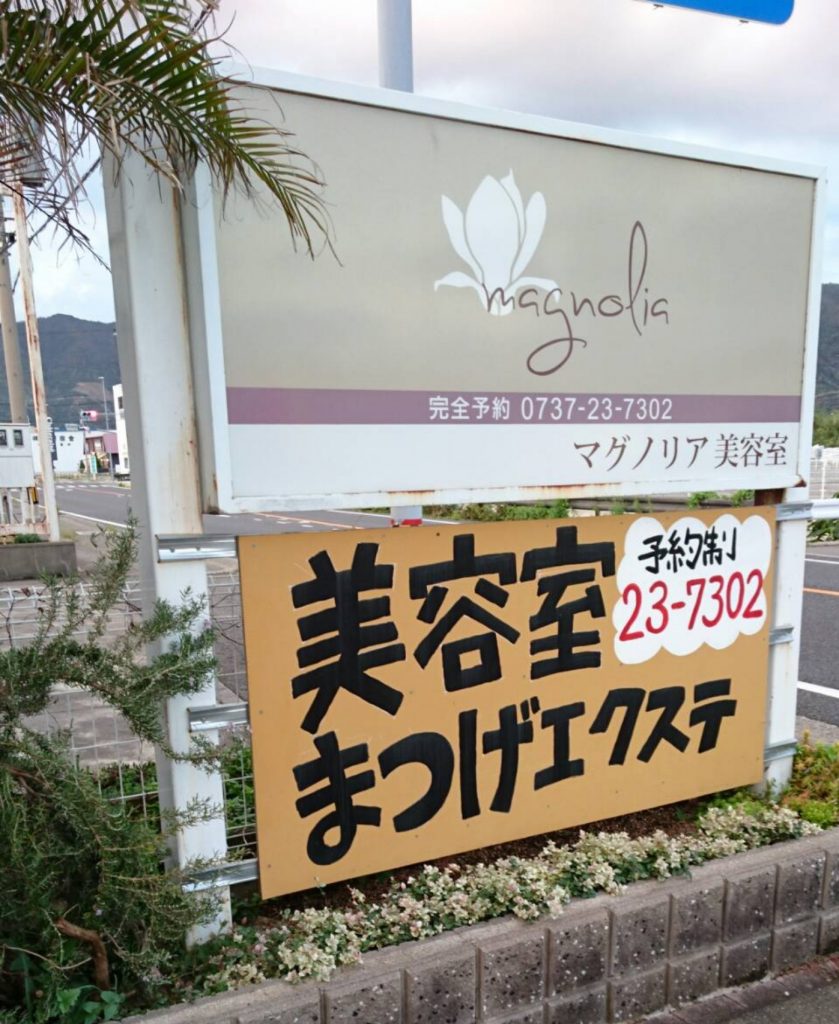 magnolia
完全予約 0737-23-7302
マグノリア 美容室
美容室
予約制
23-7302
まつげエクステ